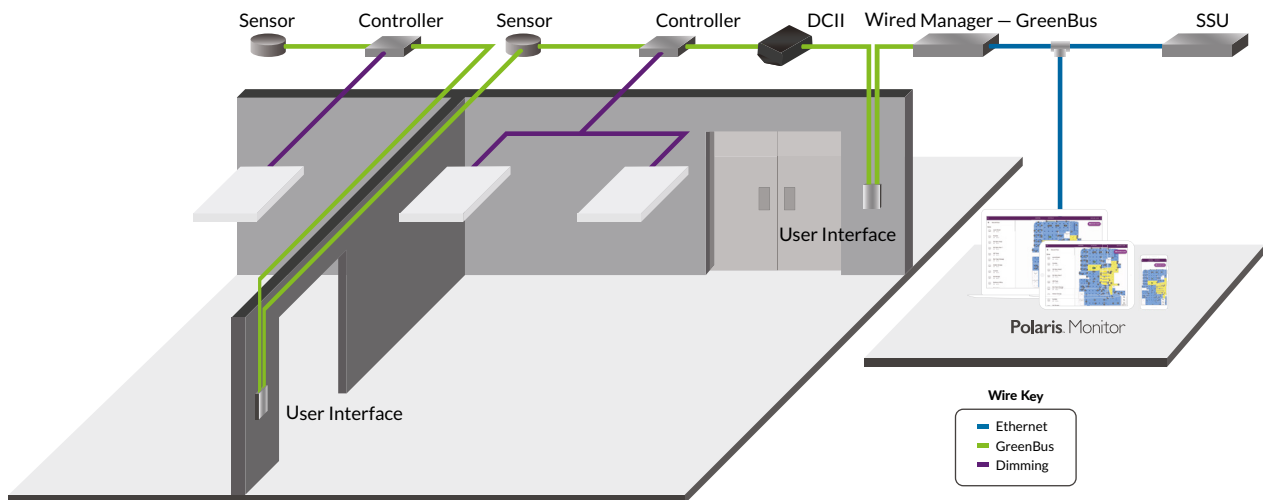 Sensor
Controller
Sensor
Controller
DCII
Wired Manager — GreenBus
SSU
User Interface
User Interface
Polaris. Monitor
Wire Key
Ethernet
GreenBus
Dimming